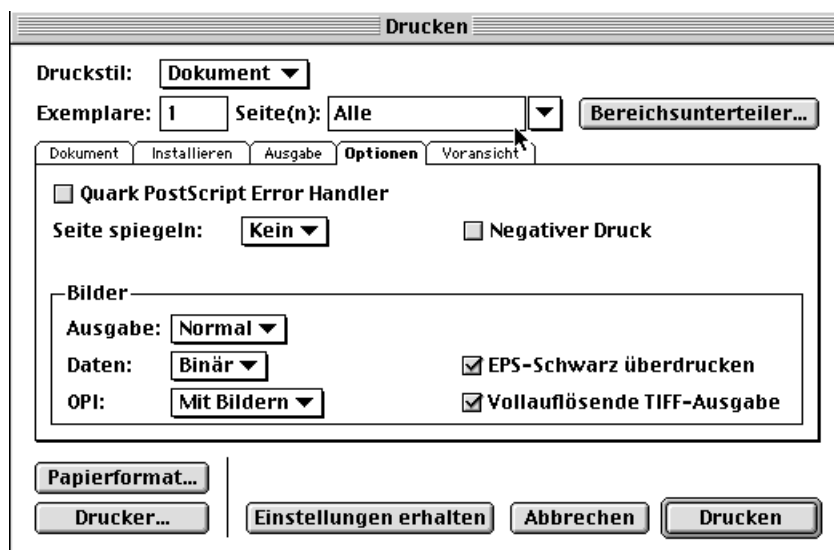 Drucken
Druckstil: Dokument
Exemplare: 1 Seite(n): Alle Bereichsunterteiler...
Dokument Installieren Ausgabe Optionen Voransicht
Quark PostScript Error Handler
Seite spiegeln: Kein Negativer Druck
Bilder
Ausgabe: Normal
Daten: Binär EPS-Schwarz überdrucken
OPI: Mit Bildern Vollauflösende TIFF-Ausgabe
Papierformat...
Drucker... Einstellungen erhalten Abbrechen Drucken